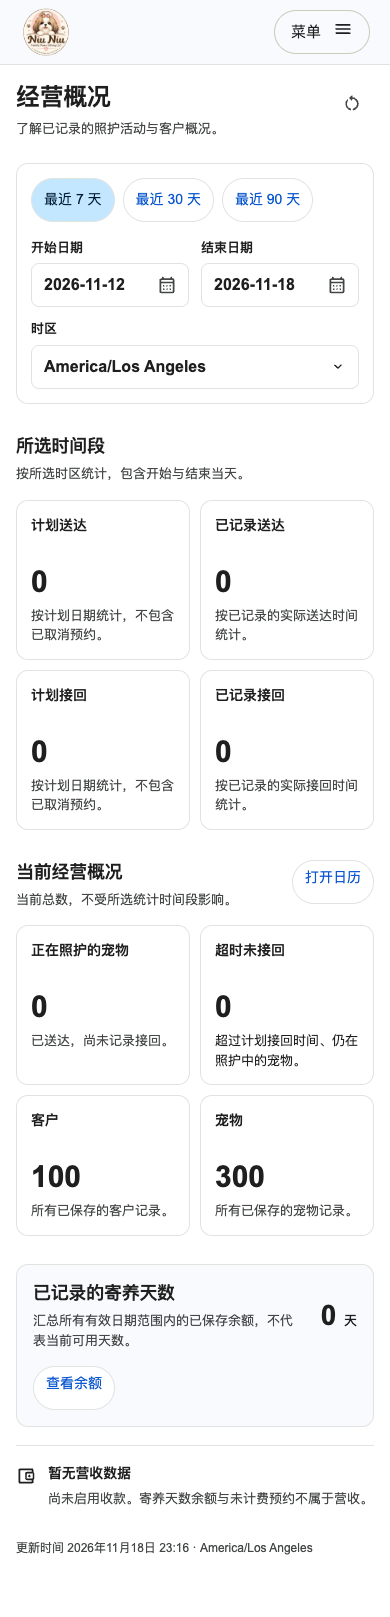 Niu Niu
菜单
经营概况
了解已记录的照护活动与客户概况。
最近 7 天
最近 30 天
最近 90 天
开始日期
结束日期
2026-11-12
2026-11-18
时区
America/Los Angeles
所选时间段
按所选时区统计，包含开始与结束当天。
计划送达
已记录送达
0
0
按计划日期统计，不包含
已取消预约。
按已记录的实际送达时间
统计。
计划接回
已记录接回
0
0
按计划日期统计，不包含
已取消预约。
按已记录的实际接回时间
统计。
当前经营概况
打开日历
当前总数，不受所选统计时间段影响。
正在照护的宠物
超时未接回
0
0
已送达，尚未记录接回。
超过计划接回时间、仍在
照护中的宠物。
客户
宠物
100
300
所有已保存的客户记录。
所有已保存的宠物记录。
已记录的寄养天数
汇总所有有效日期范围内的已保存余额，不代
表当前可用天数。
0 天
查看余额
暂无营收数据
尚未启用收款。寄养天数余额与未计费预约不属于营收。
更新时间 2026年11月18日 23:16 · America/Los Angeles